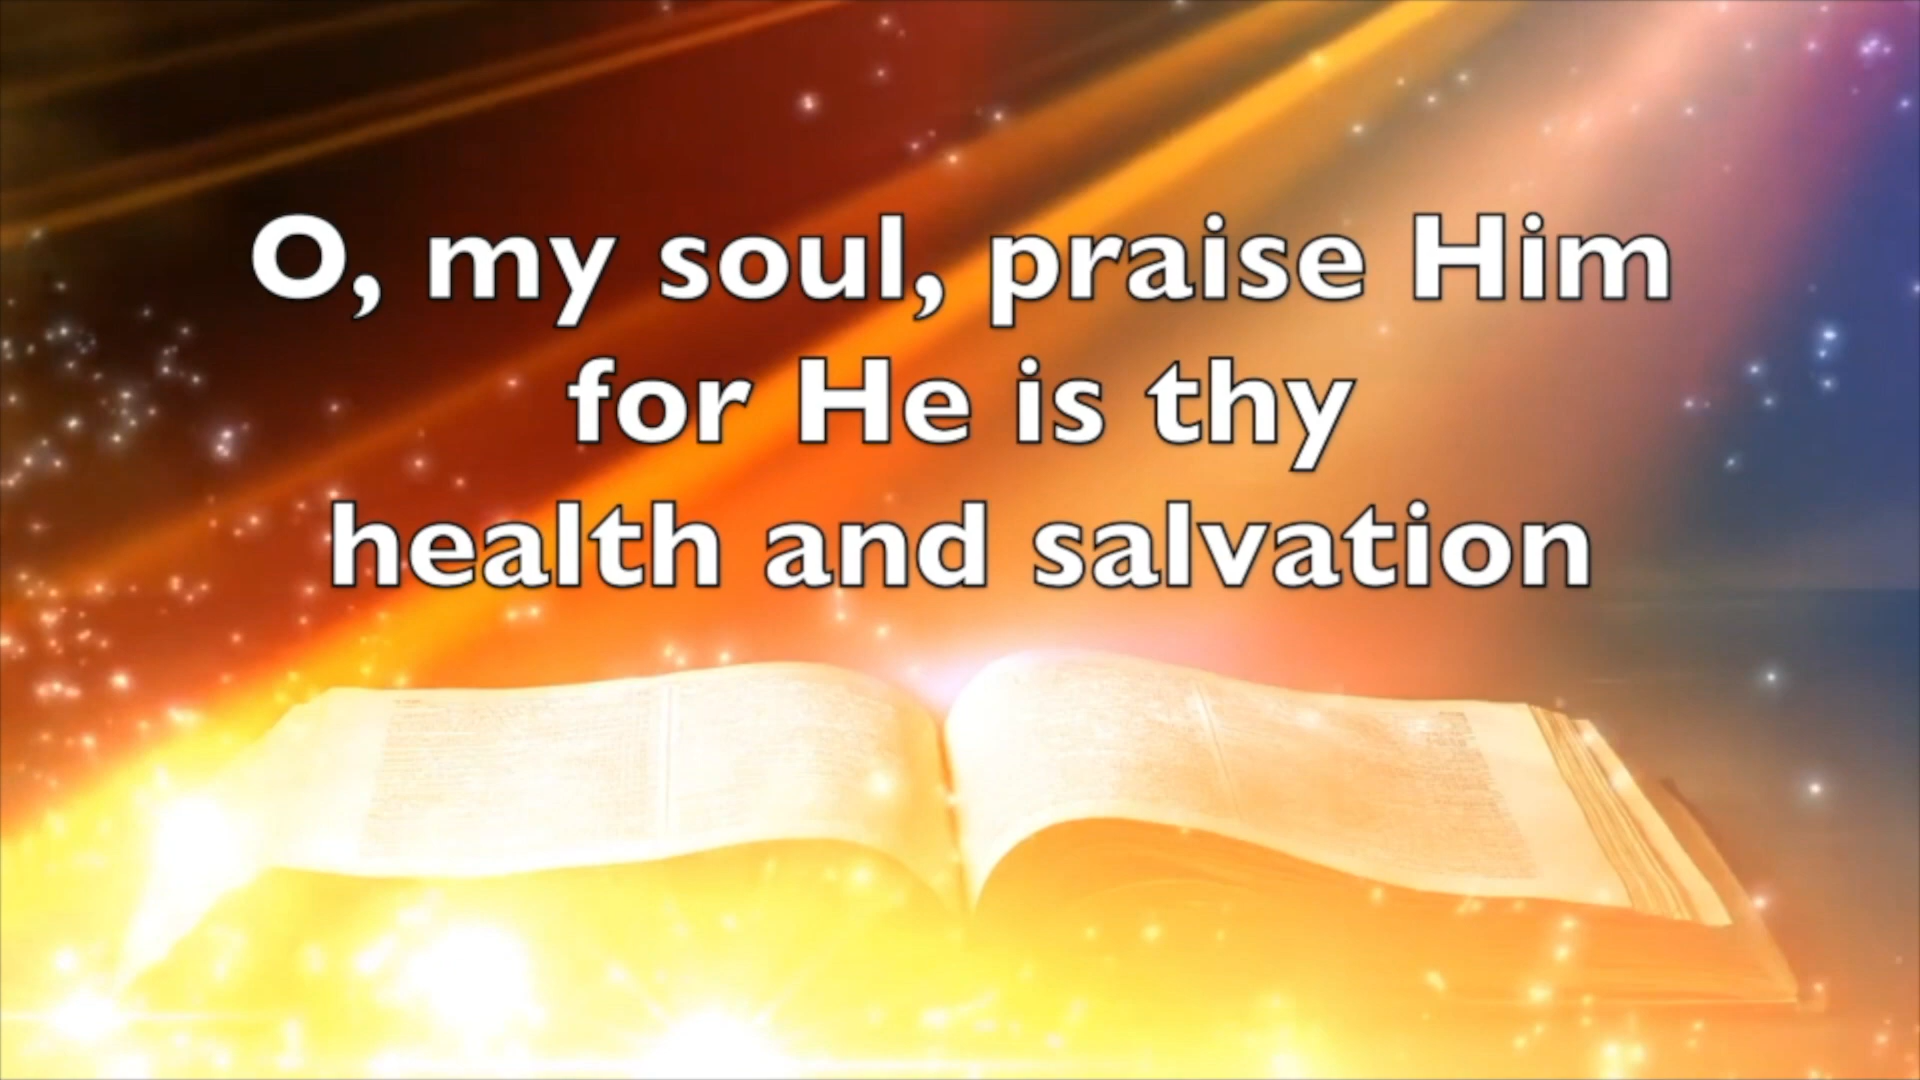 O, my soul, praise Him
for He is thy
health and salvation